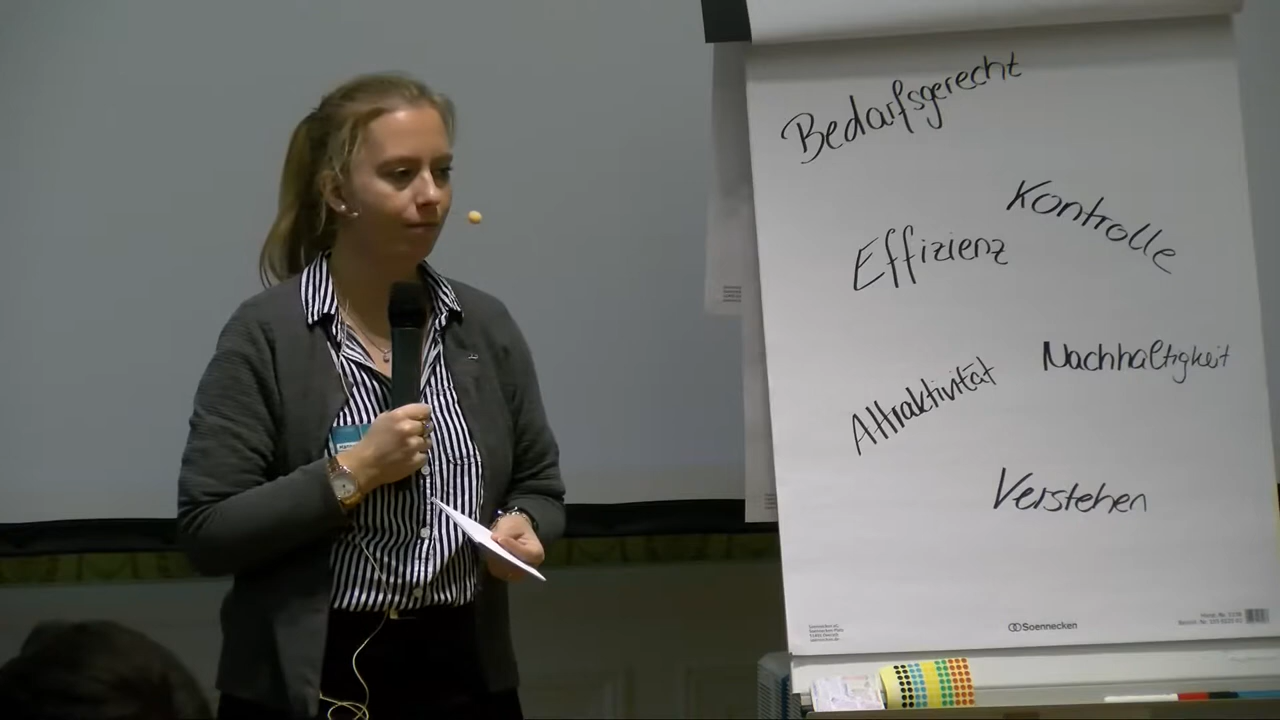 Bedarfsgerecht
Kontrolle
Effizienz
Nachhaltigkeit
Attraktivität
Verstehen
Soennecken